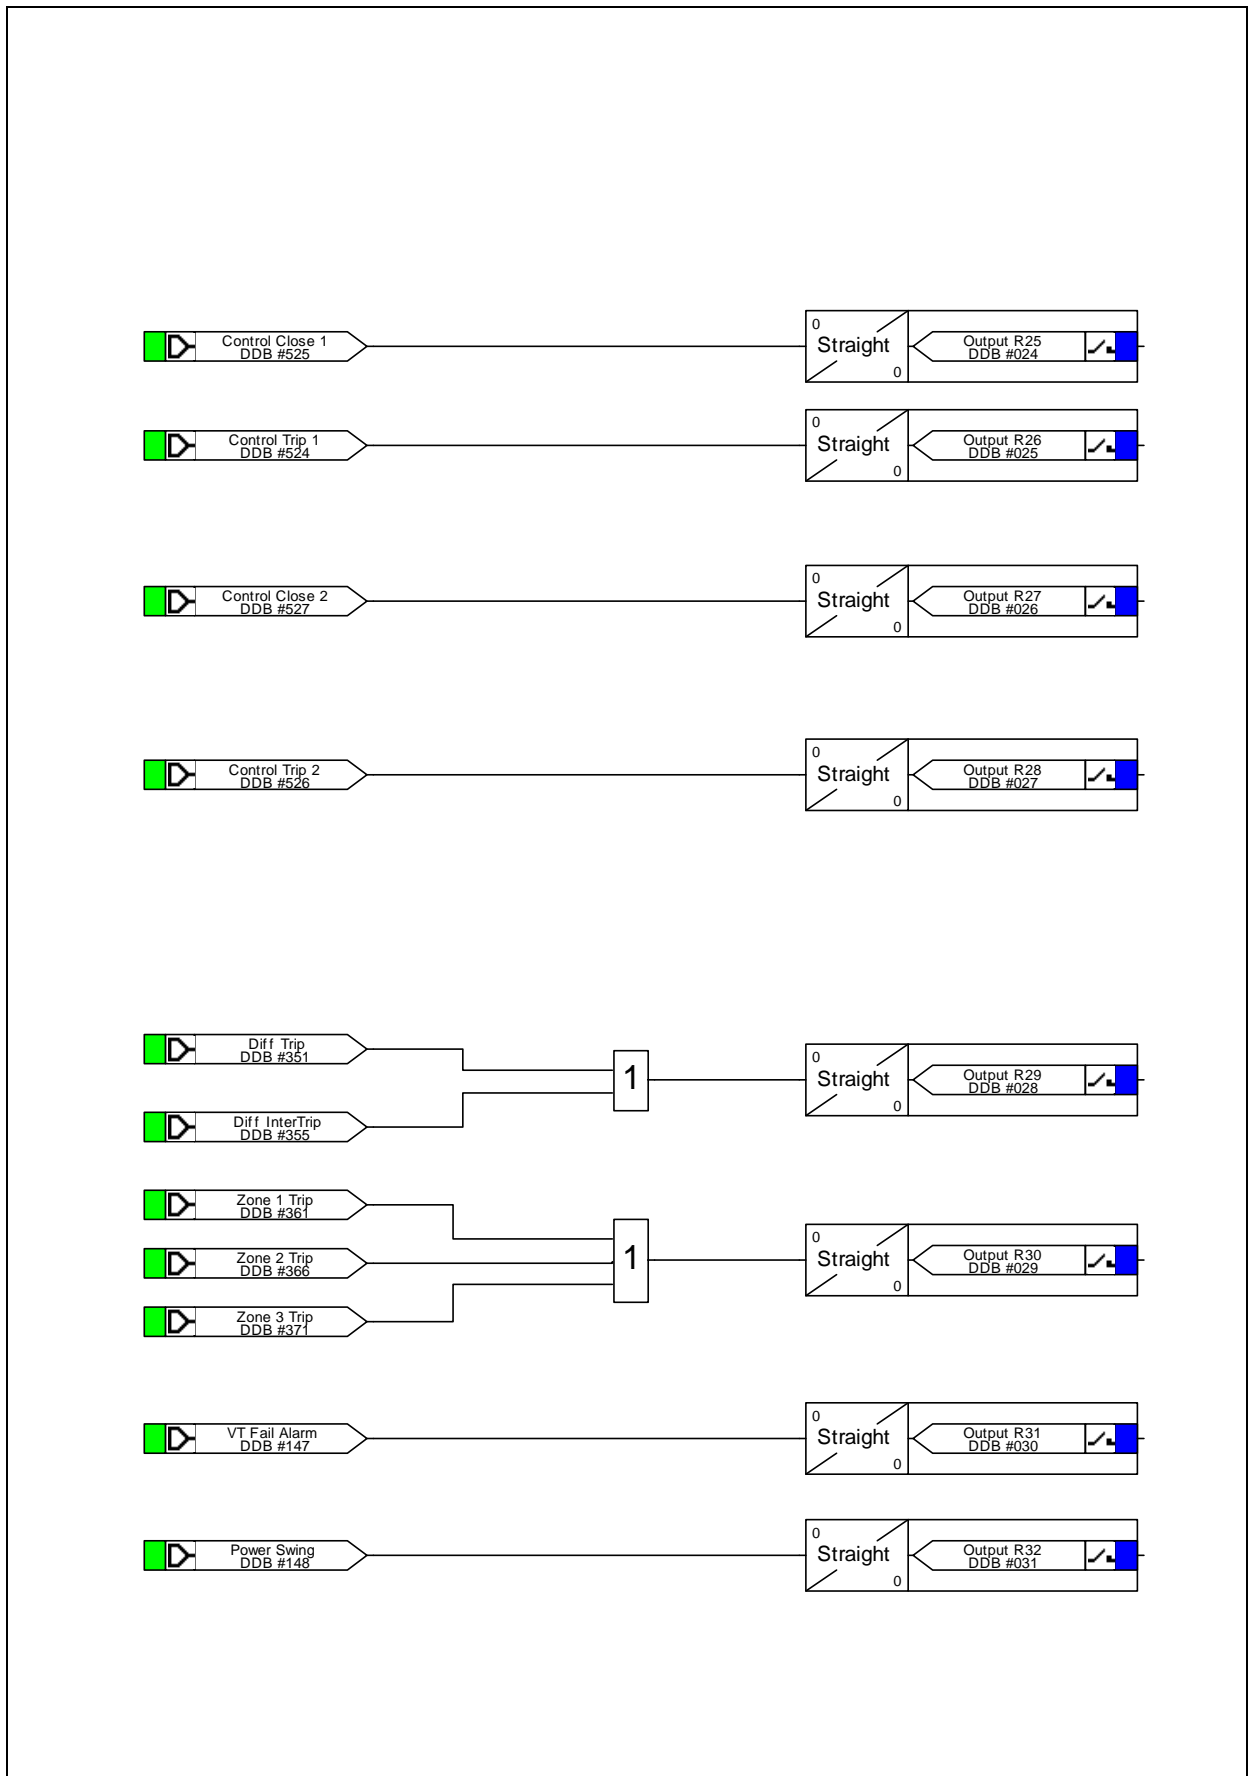 Control Close 1
DDB #525
0
Straight
0
Output R25
DDB #024
Control Trip 1
DDB #524
0
Straight
0
Output R26
DDB #025
Control Close 2
DDB #527
0
Straight
0
Output R27
DDB #026
Control Trip 2
DDB #526
0
Straight
0
Output R28
DDB #027
Diff Trip
DDB #351
Diff InterTrip
DDB #355
1
0
Straight
0
Output R29
DDB #028
Zone 1 Trip
DDB #361
Zone 2 Trip
DDB #366
Zone 3 Trip
DDB #371
1
0
Straight
0
Output R30
DDB #029
VT Fail Alarm
DDB #147
0
Straight
0
Output R31
DDB #030
Power Swing
DDB #148
0
Straight
0
Output R32
DDB #031